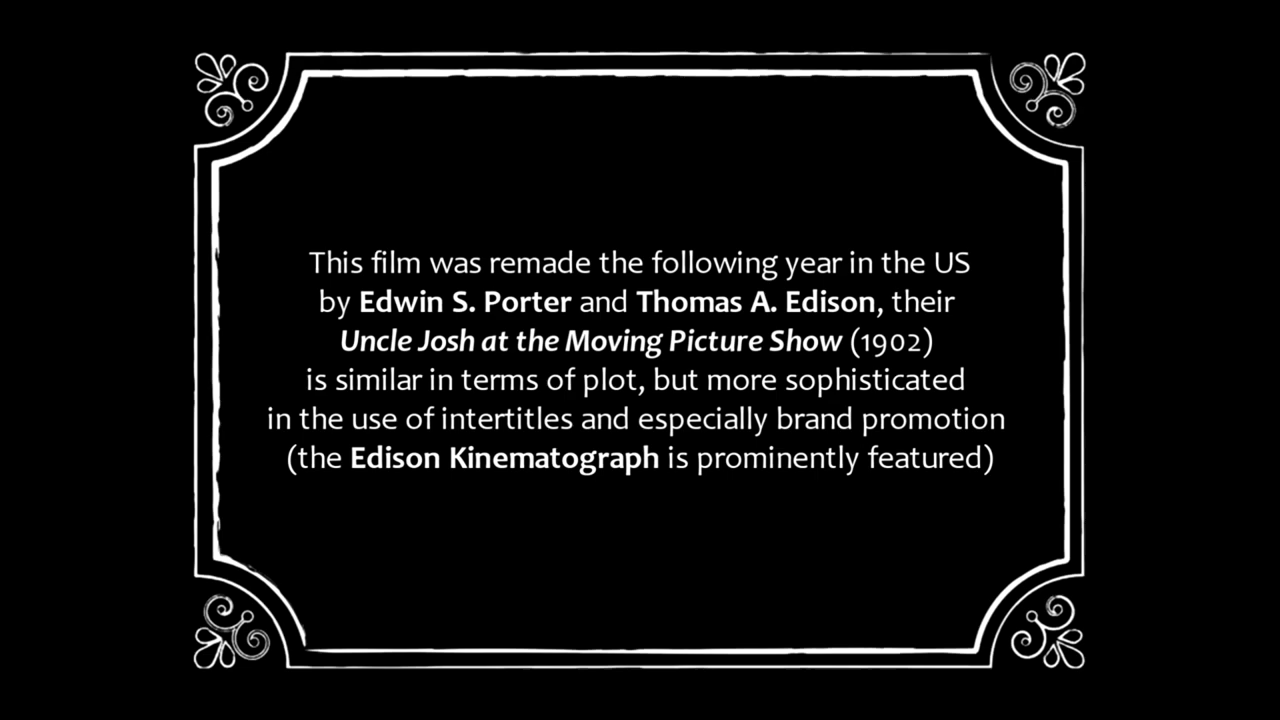 This film was remade the following year in the US
by Edwin S. Porter and Thomas A. Edison, their
Uncle Josh at the Moving Picture Show (1902)
is similar in terms of plot, but more sophisticated
in the use of intertitles and especially brand promotion
(the Edison Kinematograph is prominently featured)